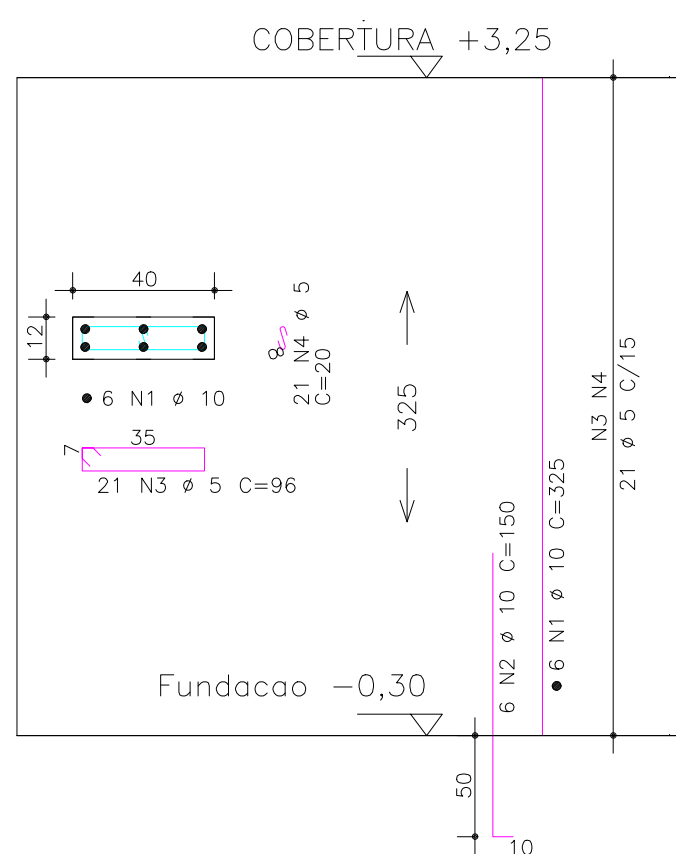 COBERTURA +3,25
40
12
8
21 N4 ø 5
C=20
325
N3 N4
21 ø 5 C/15
6 N1 ø 10
35
7
21 N3 ø 5 C=96
6 N2 ø 10 C=150
6 N1 ø 10 C=325
Fundacao −0,30
50
10